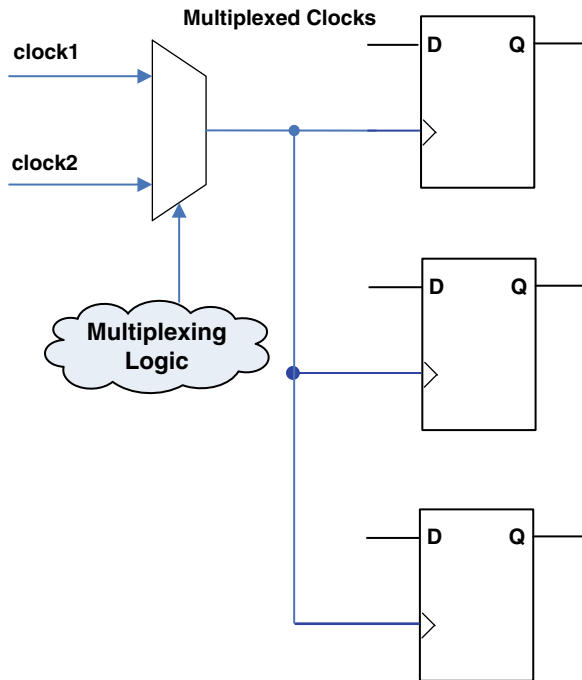 Multiplexed Clocks
clock1
D Q
clock2
Multiplexing
Logic
D Q
D Q